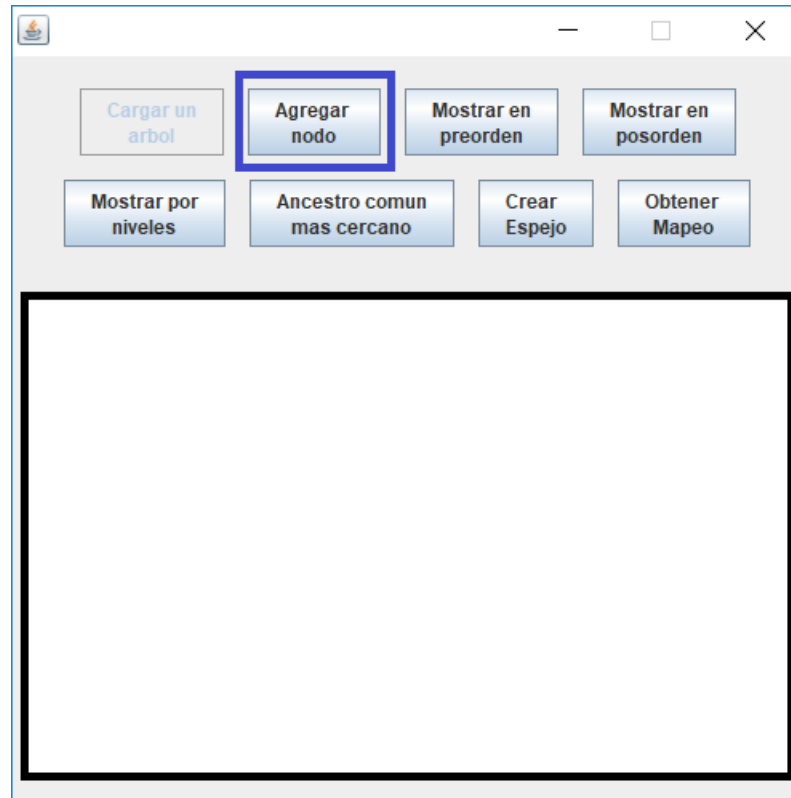 Cargar un
arbol
Agregar
nodo
Mostrar en
preorden
Mostrar en
posorden
Mostrar por
niveles
Ancestro comun
mas cercano
Crear
Espejo
Obtener
Mapeo